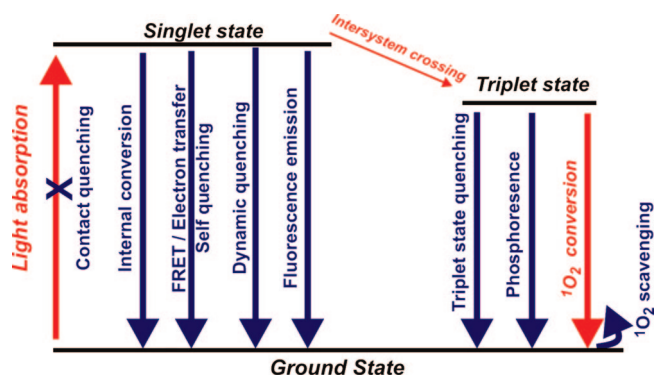 Singlet state
Intersystem crossing
Triplet state
Light absorption
X
Contact quenching
Internal conversion
FRET / Electron transfer
Self quenching
Dynamic quenching
Fluorescence emission
Triplet state quenching
Phosphoresence
¹O₂ conversion
¹O₂ scavenging
Ground State